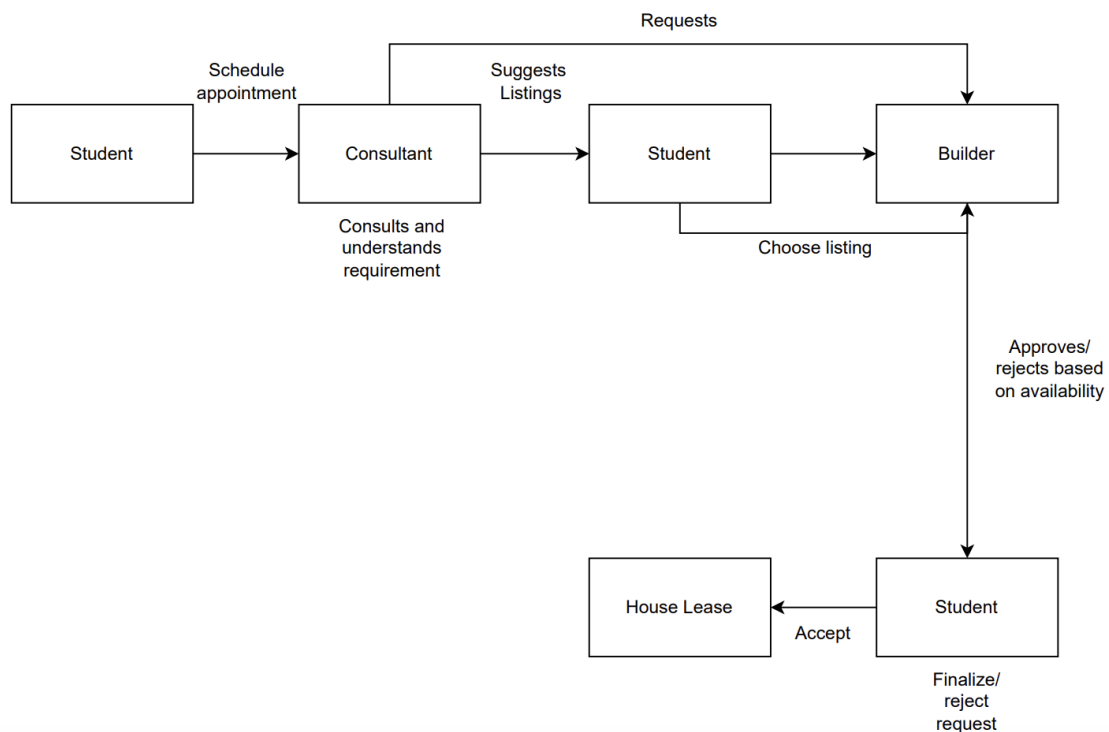 Requests
Schedule
appointment
Suggests
Listings
Student
Consultant
Student
Builder
Consults and
understands
requirement
Choose listing
Approves/
rejects based
on availability
House Lease
Student
Accept
Finalize/
reject
request